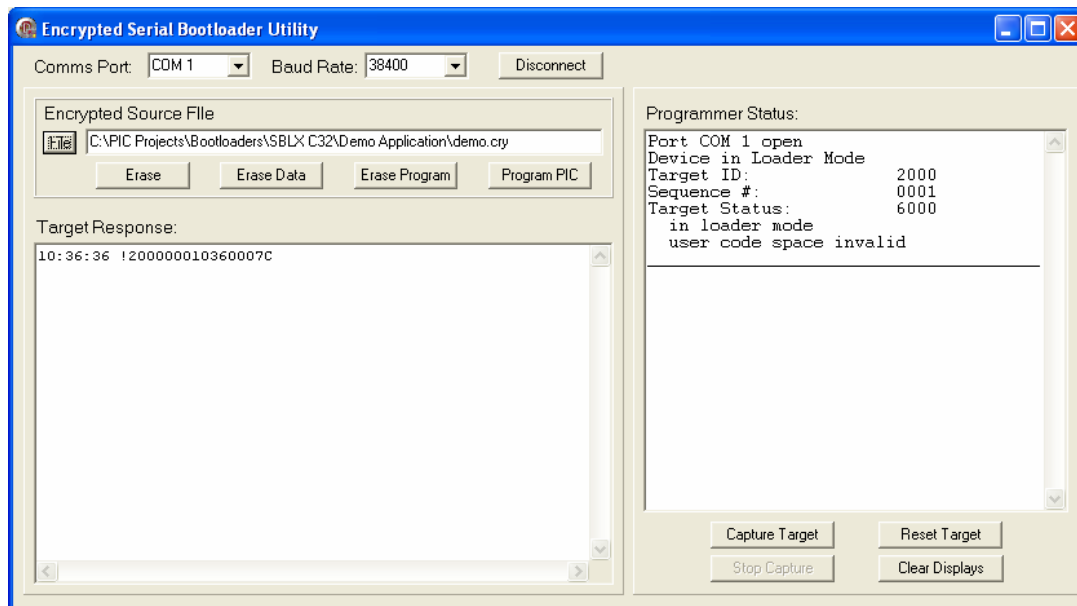 Encrypted Serial Bootloader Utility
Comms Port: COM 1 Baud Rate: 38400 Disconnect
Encrypted Source FIle
File C:\PIC Projects\Bootloaders\SBLX C32\Demo Application\demo.cry
Erase Erase Data Erase Program Program PIC
Target Response:
10:36:36 !200000010360007C
Programmer Status:
Port COM 1 open
Device in Loader Mode
Target ID: 2000
Sequence #: 0001
Target Status: 6000
in loader mode
user code space invalid
Capture Target Reset Target
Stop Capture Clear Displays